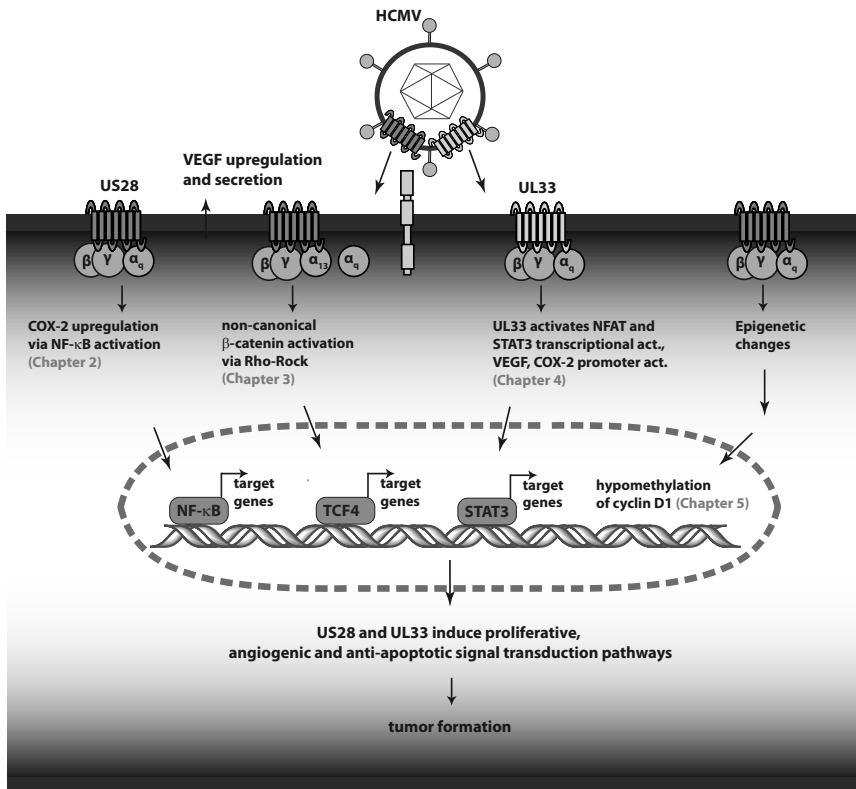 HCMV
VEGF upregulation
and secretion
US28
UL33
β γ αq
β γ α13 αq
β γ αq
β γ αq
COX-2 upregulation
via NF-κB activation
(Chapter 2)
non-canonical
β-catenin activation
via Rho-Rock
(Chapter 3)
UL33 activates NFAT and
STAT3 transcriptional act.,
VEGF, COX-2 promoter act.
(Chapter 4)
Epigenetic
changes
NF-κB
target
genes
TCF4
target
genes
STAT3
target
genes
hypomethylation
of cyclin D1 (Chapter 5)
US28 and UL33 induce proliferative,
angiogenic and anti-apoptotic signal transduction pathways
tumor formation